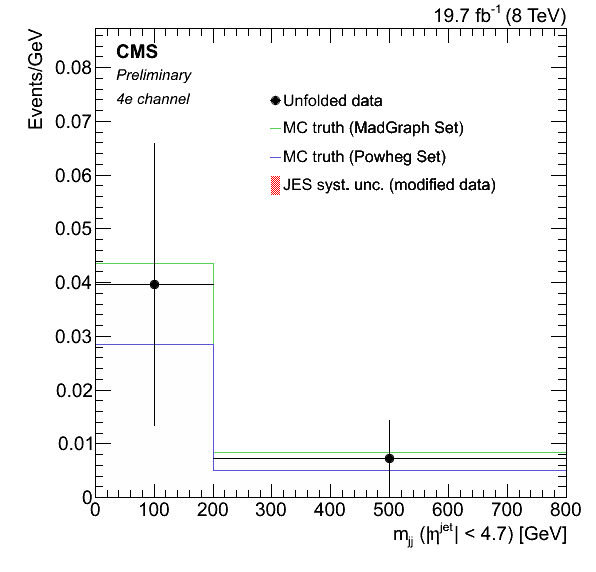 19.7 fb⁻¹ (8 TeV)
Events/GeV
CMS
Preliminary
4e channel
Unfolded data
MC truth (MadGraph Set)
MC truth (Powheg Set)
JES syst. unc. (modified data)
0.08
0.07
0.06
0.05
0.04
0.03
0.02
0.01
0
0 100 200 300 400 500 600 700 800
m_jj (|η^jet| < 4.7) [GeV]